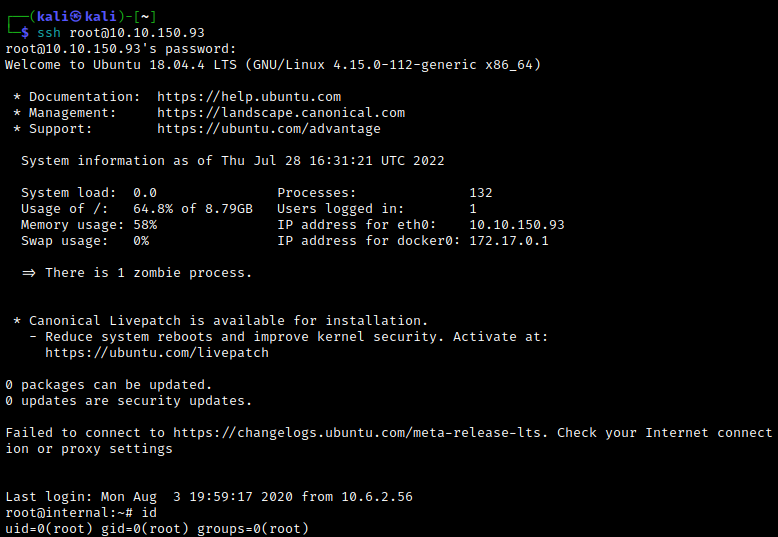 ┌──(kali㉿kali)-[~]
└─$ ssh root@10.10.150.93
root@10.10.150.93's password:
Welcome to Ubuntu 18.04.4 LTS (GNU/Linux 4.15.0-112-generic x86_64)
* Documentation:  https://help.ubuntu.com
* Management:     https://landscape.canonical.com
* Support:        https://ubuntu.com/advantage
System information as of Thu Jul 28 16:31:21 UTC 2022
System load:  0.0               Processes:              132
Usage of /:   64.8% of 8.79GB   Users logged in:        1
Memory usage: 58%               IP address for eth0:    10.10.150.93
Swap usage:   0%                IP address for docker0: 172.17.0.1
=> There is 1 zombie process.
* Canonical Livepatch is available for installation.
- Reduce system reboots and improve kernel security. Activate at:
https://ubuntu.com/livepatch
0 packages can be updated.
0 updates are security updates.
Failed to connect to https://changelogs.ubuntu.com/meta-release-lts. Check your Internet connect
ion or proxy settings
Last login: Mon Aug  3 19:59:17 2020 from 10.6.2.56
root@internal:~# id
uid=0(root) gid=0(root) groups=0(root)